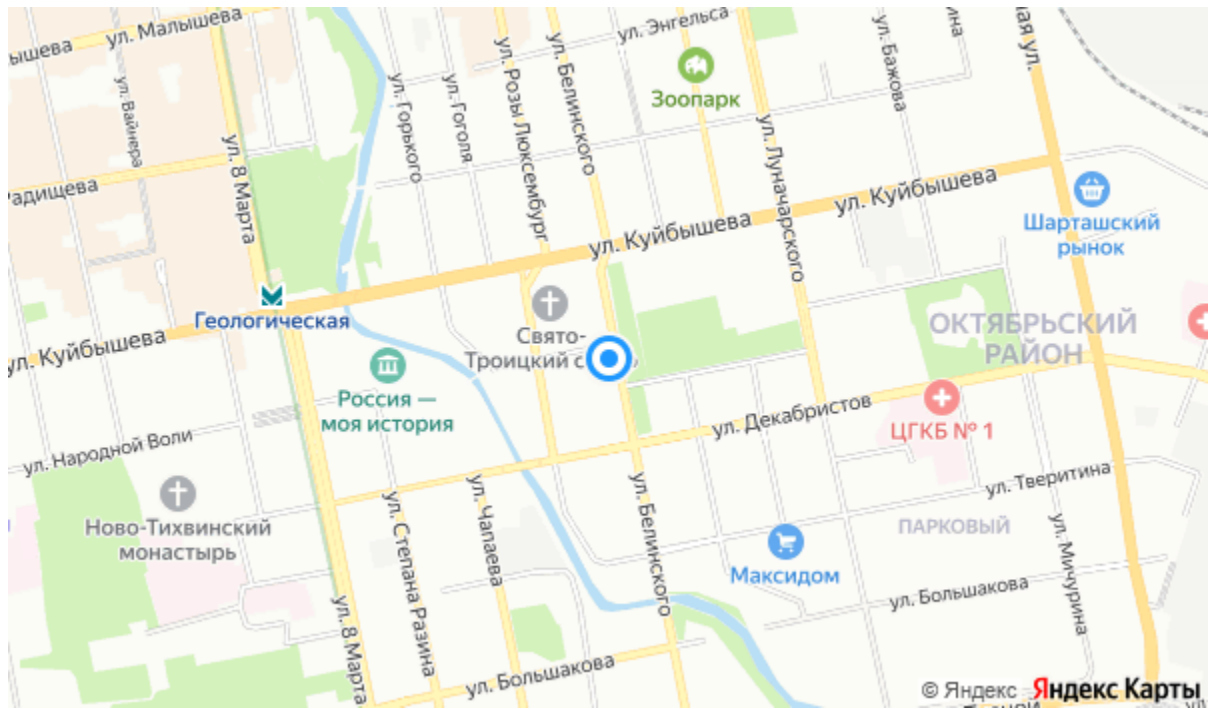 ул. Малышева
ышева
ул. Энгельса
ул. Бажова
ная ул.
ул. Вайнера
ул. Горького
ул. Гоголя
ул. Розы Люксембург
ул. Белинского
Зоопарк
ул. Луначарского
ул. 8 Марта
адищева
ул. Куйбышева
ул. Куйбышева
Шарташский
рынок
Геологическая
ул. Куйбышева
Свято-
Троицкий с
ОКТЯБРЬСКИЙ
РАЙОН
Россия —
моя история
ул. Декабристов
ЦГКБ № 1
ул. Народной Воли
ул. Тверитина
Ново-Тихвинский
монастырь
ул. Степана Разина
ул. Чапаева
ул. Белинского
ПАРКОВЫЙ
ул. Мичурина
Максидом
ул. Большакова
ул. 8 Марта
ул. Большакова
© Яндекс Яндекс Карты